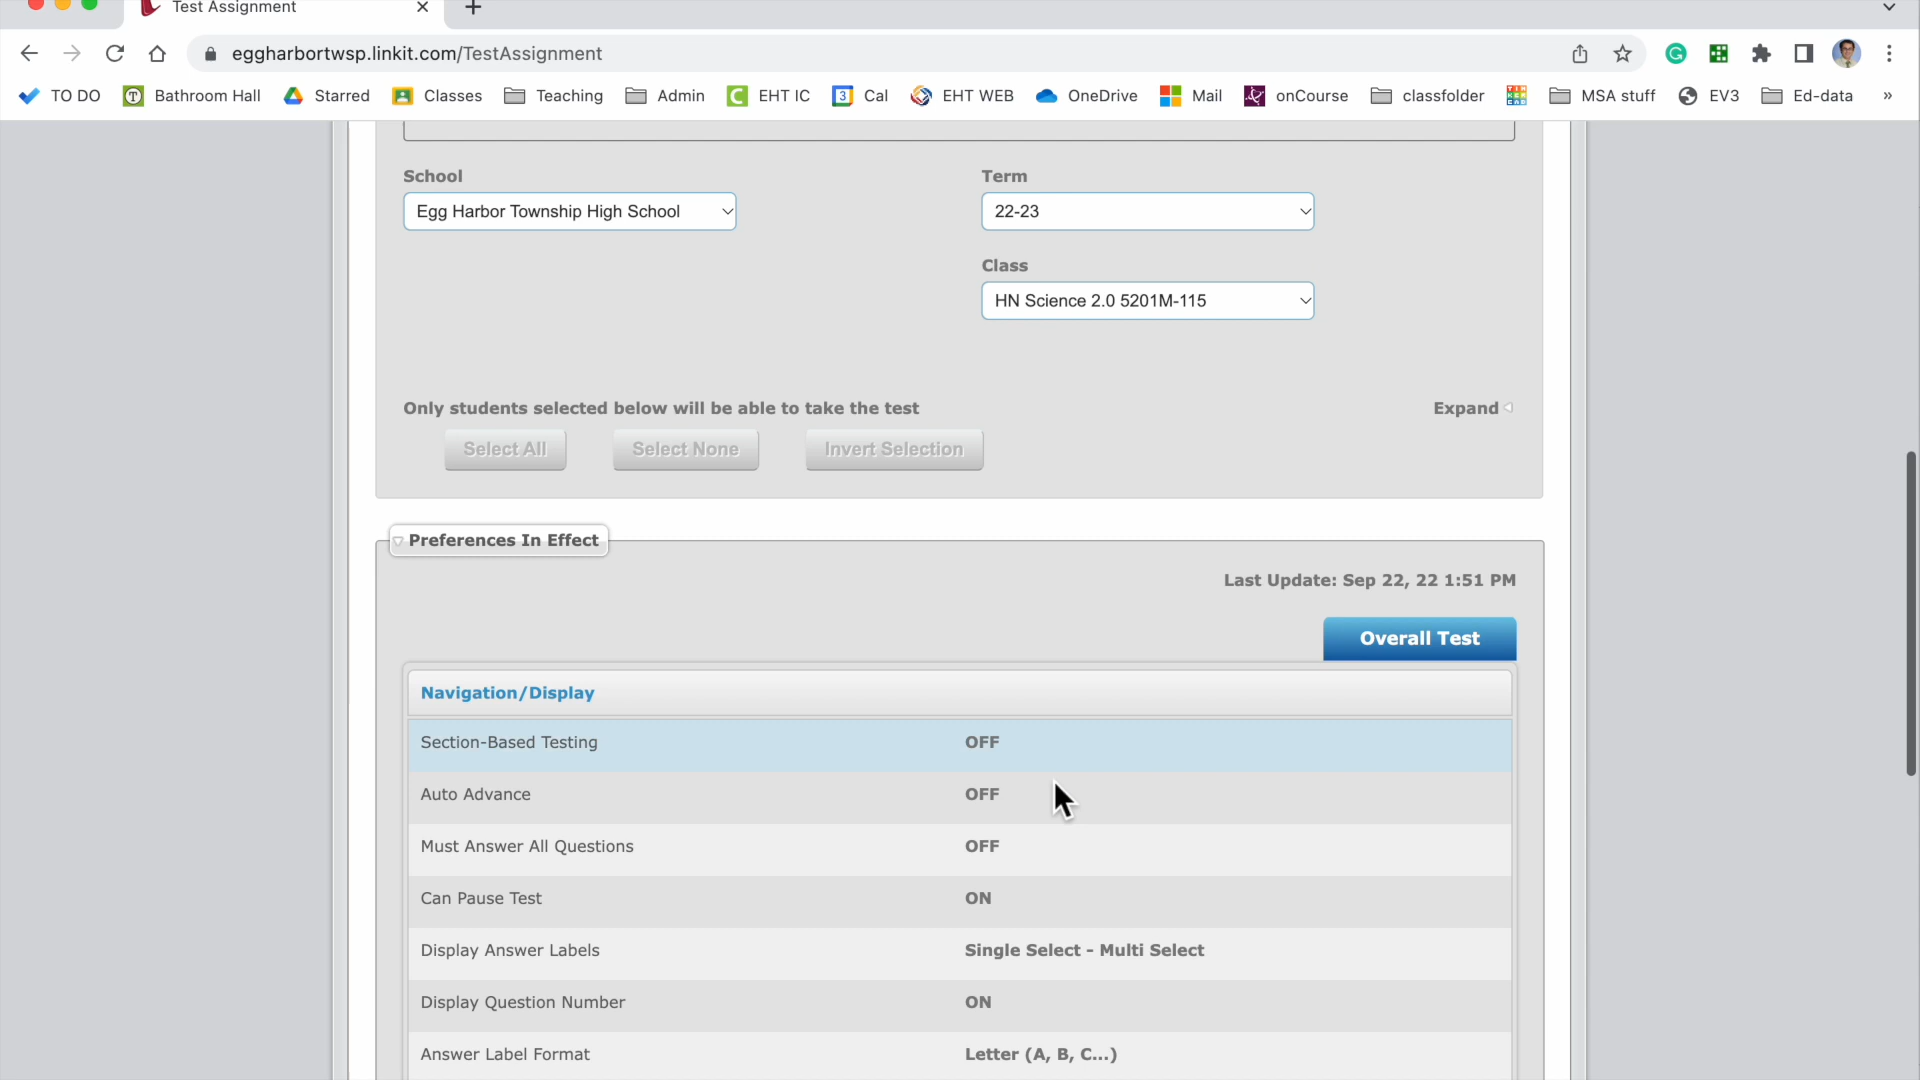 Test Assignment
eggharbortwsp.linkit.com/TestAssignment
TO DO Bathroom Hall Starred Classes Teaching Admin EHT IC 3 Cal EHT WEB OneDrive Mail onCourse classfolder MSA stuff EV3 Ed-data »
School Term
Egg Harbor Township High School 22-23
Class
HN Science 2.0 5201M-115
Only students selected below will be able to take the test Expand
Select All Select None Invert Selection
Preferences In Effect
Last Update: Sep 22, 22 1:51 PM
Overall Test
Navigation/Display
Section-Based Testing OFF
Auto Advance OFF
Must Answer All Questions OFF
Can Pause Test ON
Display Answer Labels Single Select - Multi Select
Display Question Number ON
Answer Label Format Letter (A, B, C...)